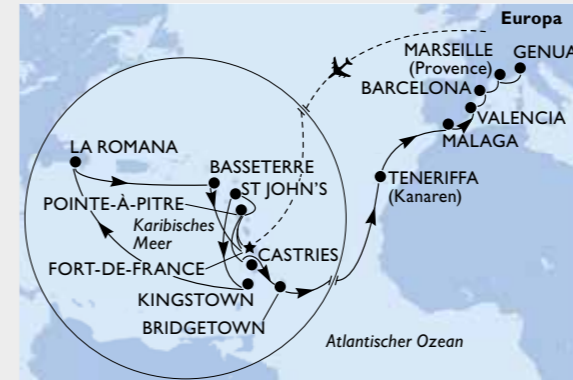 Europa
MARSEILLE
(Provence)
GENUA
BARCELONA
VALENCIA
MALAGA
LA ROMANA
BASSETERRE
ST JOHN'S
TENERIFFA
(Kanaren)
POINTE-À-PITRE
Karibisches
Meer
CASTRIES
FORT-DE-FRANCE
KINGSTOWN
BRIDGETOWN
Atlantischer Ozean